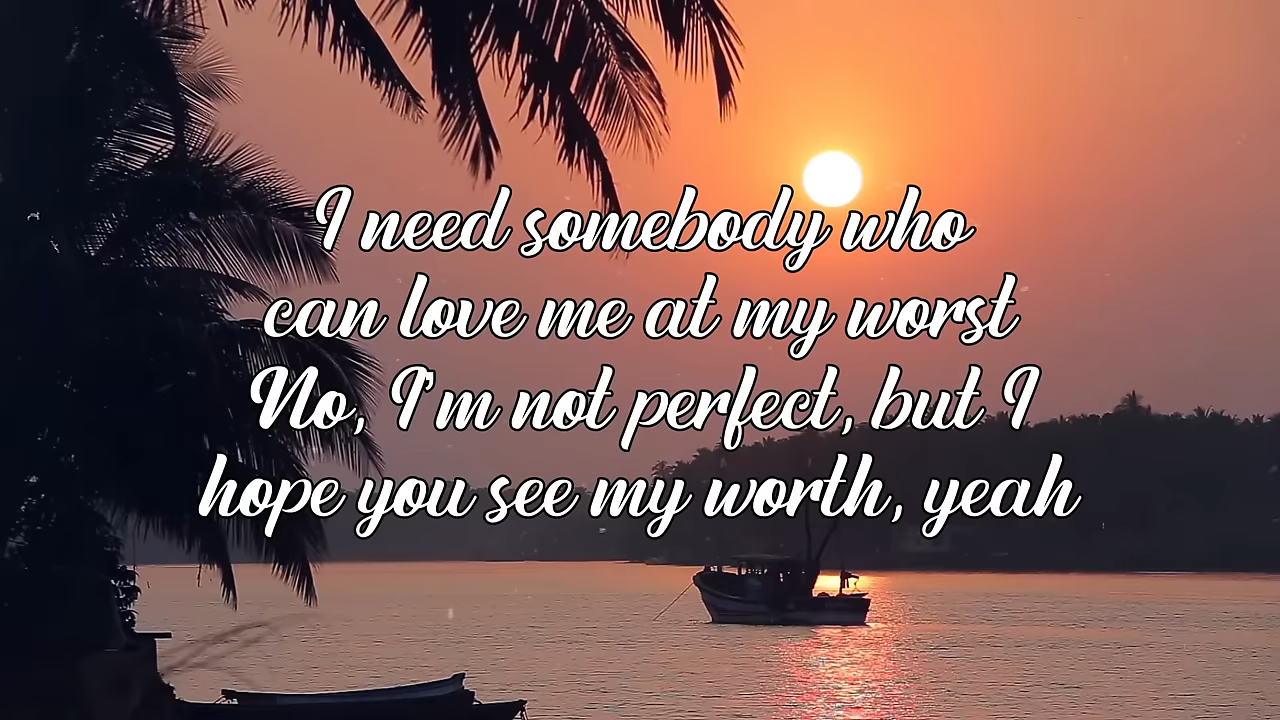 I need somebody who
can love me at my worst
No, I'm not perfect, but I
hope you see my worth, yeah